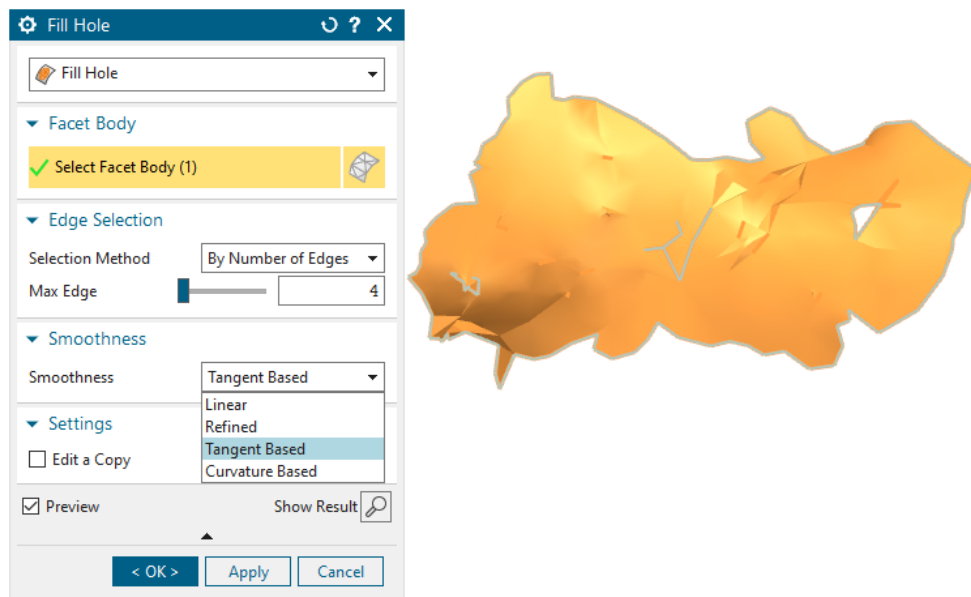 Fill Hole
?
Fill Hole
Facet Body
Select Facet Body (1)
Edge Selection
Selection Method By Number of Edges
Max Edge 4
Smoothness
Smoothness Tangent Based
Linear
Refined
Tangent Based
Curvature Based
Settings
Edit a Copy
Preview Show Result
< OK > Apply Cancel